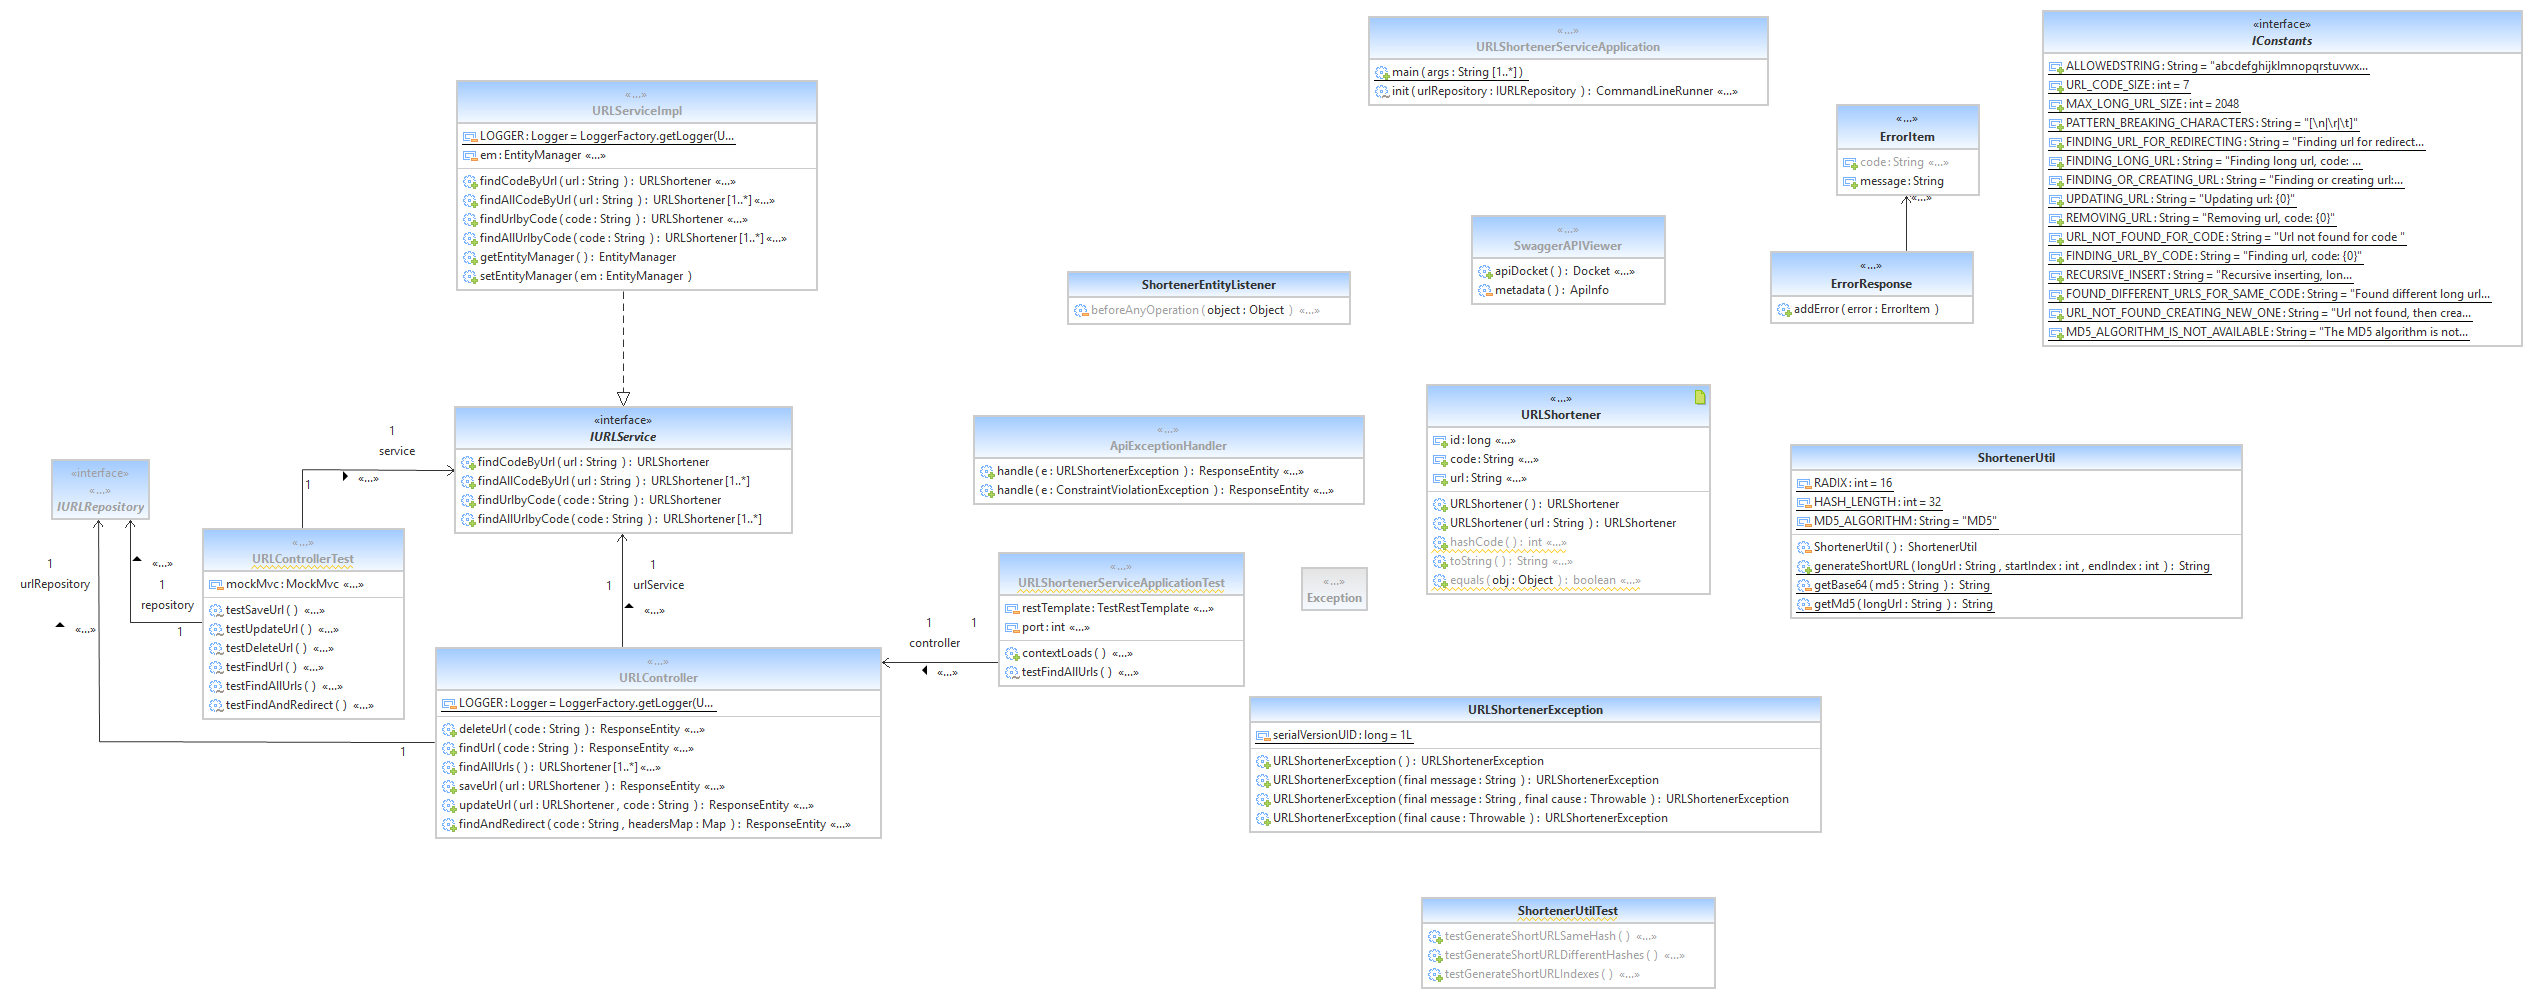 «...»
URLShortenerServiceApplication
main ( args : String [1..*] )
init ( urlRepository : IURLRepository ) : CommandLineRunner «...»
«interface»
IConstants
ALLOWEDSTRING : String = "abcdefghijklmnopqrstuvwx...
URL_CODE_SIZE : int = 7
MAX_LONG_URL_SIZE : int = 2048
PATTERN_BREAKING_CHARACTERS : String = "[\n|\r|\t]"
FINDING_URL_FOR_REDIRECTING : String = "Finding url for redirect...
FINDING_LONG_URL : String = "Finding long url, code: ...
FINDING_OR_CREATING_URL : String = "Finding or creating url:...
UPDATING_URL : String = "Updating url: {0}"
REMOVING_URL : String = "Removing url, code: {0}"
URL_NOT_FOUND_FOR_CODE : String = "Url not found for code "
FINDING_URL_BY_CODE : String = "Finding url, code: {0}"
RECURSIVE_INSERT : String = "Recursive inserting, lon...
FOUND_DIFFERENT_URLS_FOR_SAME_CODE : String = "Found different long url...
URL_NOT_FOUND_CREATING_NEW_ONE : String = "Url not found, then crea...
MD5_ALGORITHM_IS_NOT_AVAILABLE : String = "The MD5 algorithm is not...
«...»
URLServiceImpl
LOGGER : Logger = LoggerFactory.getLogger(U...
em : EntityManager «...»
findCodeByUrl ( url : String ) : URLShortener «...»
findAllCodeByUrl ( url : String ) : URLShortener [1..*] «...»
findUrlbyCode ( code : String ) : URLShortener «...»
findAllUrlbyCode ( code : String ) : URLShortener [1..*] «...»
getEntityManager ( ) : EntityManager
setEntityManager ( em : EntityManager )
«...»
ErrorItem
code : String «...»
message : String
«...»
«...»
ErrorResponse
addError ( error : ErrorItem )
«...»
SwaggerAPIViewer
apiDocket ( ) : Docket «...»
metadata ( ) : ApiInfo
ShortenerEntityListener
beforeAnyOperation ( object : Object ) «...»
«interface»
IURLService
findCodeByUrl ( url : String ) : URLShortener
findAllCodeByUrl ( url : String ) : URLShortener [1..*]
findUrlbyCode ( code : String ) : URLShortener
findAllUrlbyCode ( code : String ) : URLShortener [1..*]
1
service
1
«...»
«interface»
«...»
IURLRepository
«...»
ApiExceptionHandler
handle ( e : URLShortenerException ) : ResponseEntity «...»
handle ( e : ConstraintViolationException ) : ResponseEntity «...»
«...»
URLShortener
id : long «...»
code : String «...»
url : String «...»
URLShortener ( ) : URLShortener
URLShortener ( url : String ) : URLShortener
hashCode ( ) : int «...»
toString ( ) : String «...»
equals ( obj : Object ) : boolean «...»
ShortenerUtil
RADIX : int = 16
HASH_LENGTH : int = 32
MD5_ALGORITHM : String = "MD5"
ShortenerUtil ( ) : ShortenerUtil
generateShortURL ( longUrl : String , startIndex : int , endIndex : int ) : String
getBase64 ( md5 : String ) : String
getMd5 ( longUrl : String ) : String
«...»
URLControllerTest
mockMvc : MockMvc «...»
testSaveUrl ( ) «...»
testUpdateUrl ( ) «...»
testDeleteUrl ( ) «...»
testFindUrl ( ) «...»
testFindAllUrls ( ) «...»
testFindAndRedirect ( ) «...»
1
urlRepository
«...»
1
«...»
1
repository
1
1
urlService
1
«...»
«...»
URLShortenerServiceApplicationTest
restTemplate : TestRestTemplate «...»
port : int «...»
contextLoads ( ) «...»
testFindAllUrls ( ) «...»
1
controller
1
«...»
«...»
Exception
«...»
URLController
LOGGER : Logger = LoggerFactory.getLogger(U...
deleteUrl ( code : String ) : ResponseEntity «...»
findUrl ( code : String ) : ResponseEntity «...»
findAllUrls ( ) : URLShortener [1..*] «...»
saveUrl ( url : URLShortener ) : ResponseEntity «...»
updateUrl ( url : URLShortener , code : String ) : ResponseEntity «...»
findAndRedirect ( code : String , headersMap : Map ) : ResponseEntity «...»
URLShortenerException
serialVersionUID : long = 1L
URLShortenerException ( ) : URLShortenerException
URLShortenerException ( final message : String ) : URLShortenerException
URLShortenerException ( final message : String , final cause : Throwable ) : URLShortenerException
URLShortenerException ( final cause : Throwable ) : URLShortenerException
ShortenerUtilTest
testGenerateShortURLSameHash ( ) «...»
testGenerateShortURLDifferentHashes ( ) «...»
testGenerateShortURLIndexes ( ) «...»